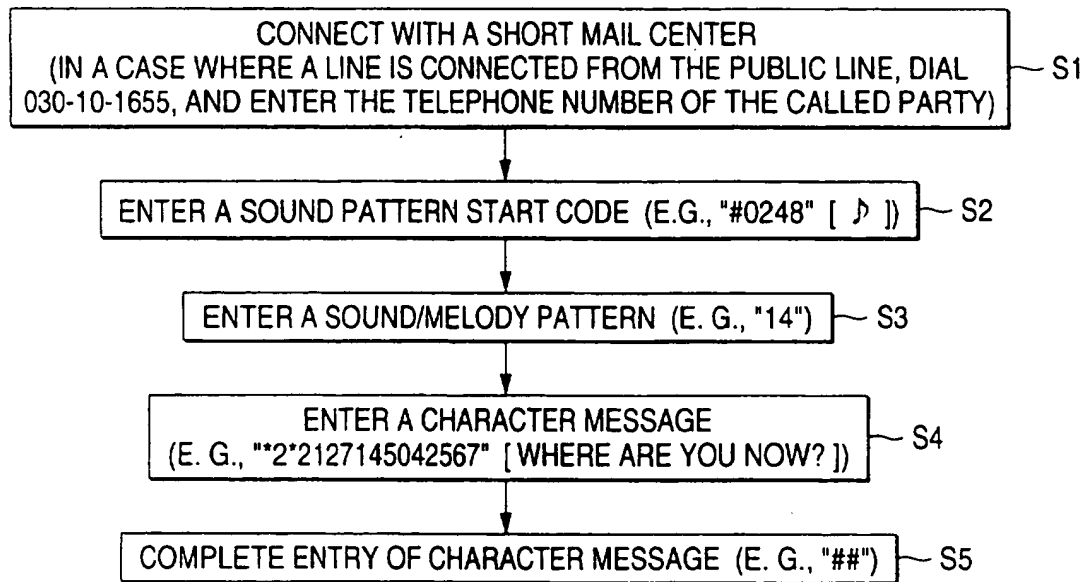 CONNECT WITH A SHORT MAIL CENTER
(IN A CASE WHERE A LINE IS CONNECTED FROM THE PUBLIC LINE, DIAL
030-10-1655, AND ENTER THE TELEPHONE NUMBER OF THE CALLED PARTY)
S1
ENTER A SOUND PATTERN START CODE (E.G., "#0248" [ ♪ ])
S2
ENTER A SOUND/MELODY PATTERN (E. G., "14")
S3
ENTER A CHARACTER MESSAGE
(E. G., "*2*2127145042567" [ WHERE ARE YOU NOW? ])
S4
COMPLETE ENTRY OF CHARACTER MESSAGE (E. G., "##")
S5